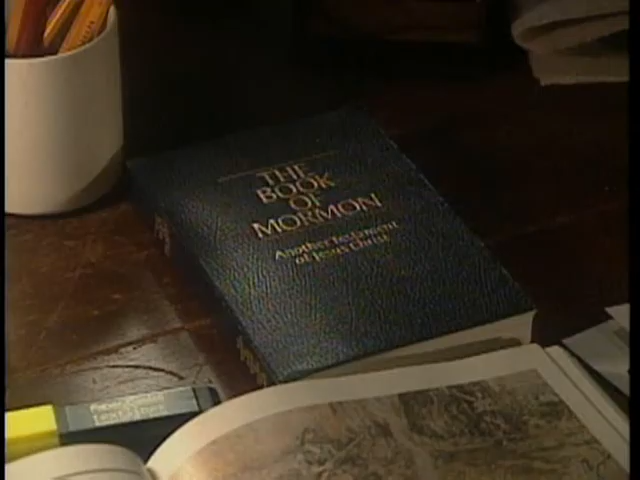 THE
BOOK
OF
MORMON
Another Testament
of Jesus Christ